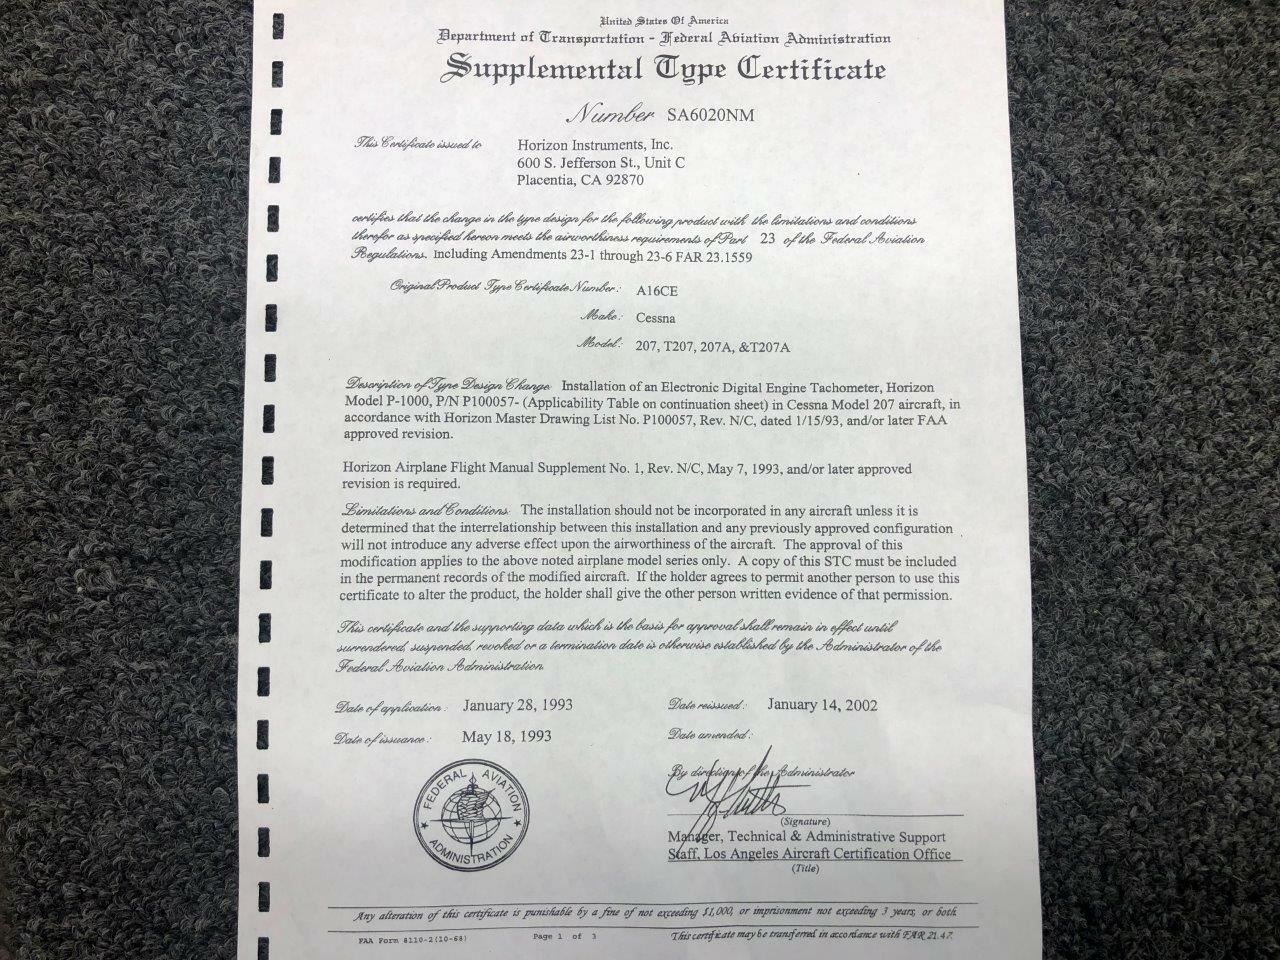 United States Of America
Department of Transportation - Federal Aviation Administration
Supplemental Type Certificate
Number SA6020NM
This Certificate issued to Horizon Instruments, Inc.
600 S. Jefferson St., Unit C
Placentia, CA 92870
certifies that the change in the type design for the following product with the limitations and conditions
therefor as specified hereon meets the airworthiness requirements of Part 23 of the Federal Aviation
Regulations. including Amendments 23-1 through 23-6 FAR 23.1559
Original Product Type Certificate Number: A16CE
Make: Cessna
Model: 207, T207, 207A, &T207A
Description of Type Design Change Installation of an Electronic Digital Engine Tachometer, Horizon
Model P-1000, P/N P100057- (Applicability Table on continuation sheet) in Cessna Model 207 aircraft, in
accordance with Horizon Master Drawing List No. P100057, Rev. N/C, dated 1/15/93, and/or later FAA
approved revision.
Horizon Airplane Flight Manual Supplement No. 1, Rev. N/C, May 7, 1993, and/or later approved
revision is required.
Limitations and Conditions The installation should not be incorporated in any aircraft unless it is
determined that the interrelationship between this installation and any previously approved configuration
will not introduce any adverse effect upon the airworthiness of the aircraft. The approval of this
modification applies to the above noted airplane model series only. A copy of this STC must be included
in the permanent records of the modified aircraft. If the holder agrees to permit another person to use this
certificate to alter the product, the holder shall give the other person written evidence of that permission.
This certificate and the supporting data which is the basis for approval shall remain in effect until
surrendered, suspended, revoked or a termination date is otherwise established by the Administrator of the
Federal Aviation Administration
Date of application: January 28, 1993 Date reissued: January 14, 2002
Date of issuance: May 18, 1993 Date amended:
By direction of the Administrator
FEDERAL AVIATION ADMINISTRATION
(Signature)
Manager, Technical & Administrative Support
Staff, Los Angeles Aircraft Certification Office
(Title)
Any alteration of this certificate is punishable by a fine of not exceeding $1,000, or imprisonment not exceeding 3 years, or both.
FAA Form 8110-2(10-68) Page 1 of 3 This certificate may be transferred in accordance with FAR 21.47.